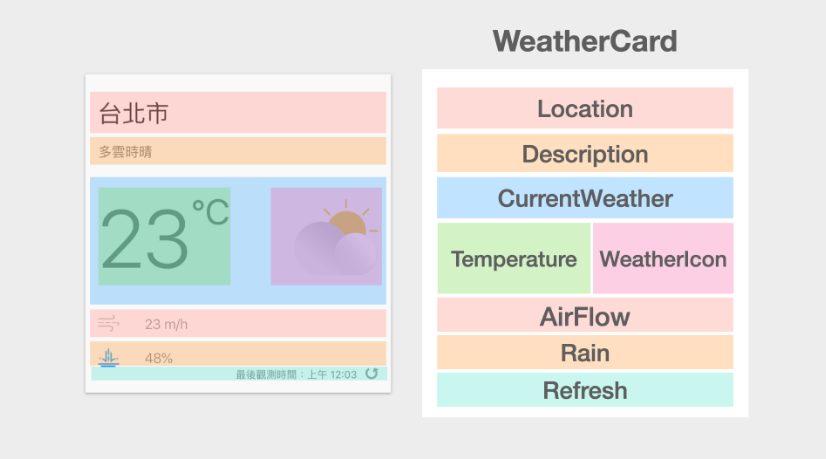 WeatherCard
台北市
多雲時晴
23 °C
23 m/h
48%
最後觀測時間：上午 12:03
Location
Description
CurrentWeather
Temperature
WeatherIcon
AirFlow
Rain
Refresh